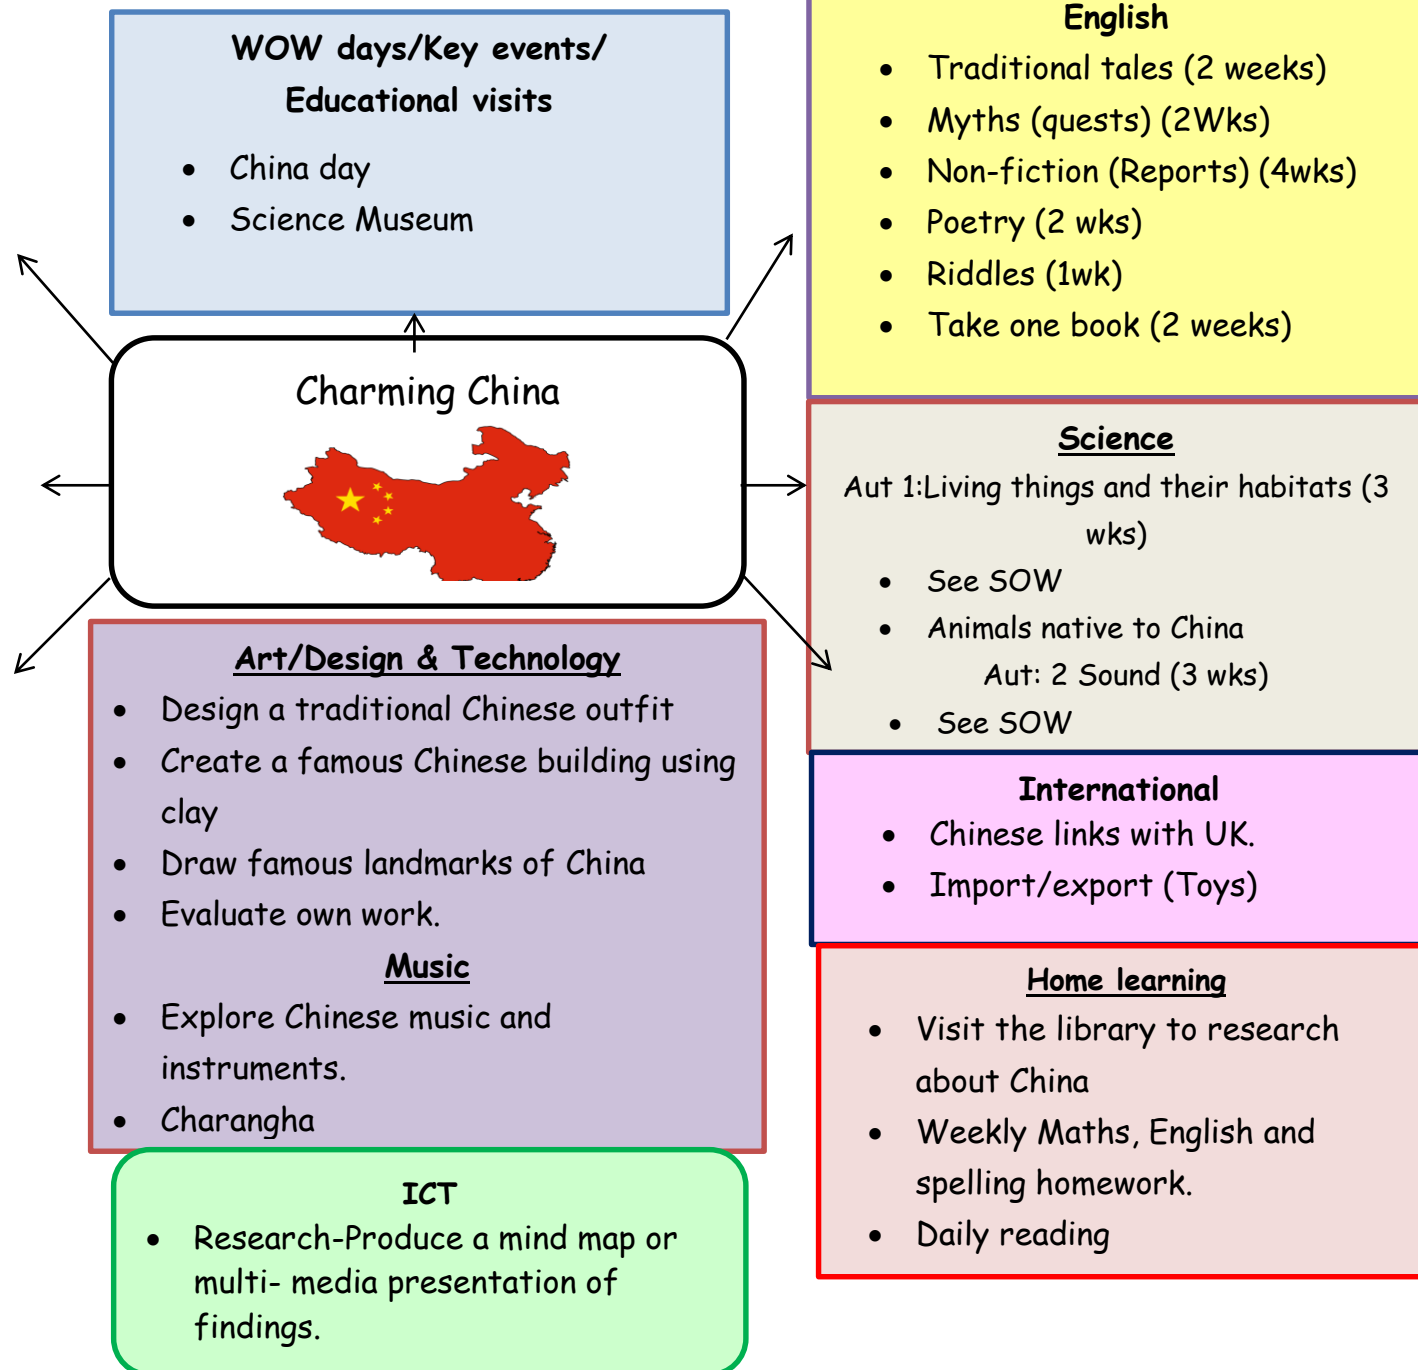 WOW days/Key events/
Educational visits
• China day
• Science Museum
Charming China
Art/Design & Technology
• Design a traditional Chinese outfit
• Create a famous Chinese building using
clay
• Draw famous landmarks of China
• Evaluate own work.
Music
• Explore Chinese music and
instruments.
• Charangha
ICT
• Research-Produce a mind map or
multi- media presentation of
findings.
English
• Traditional tales (2 weeks)
• Myths (quests) (2Wks)
• Non-fiction (Reports) (4wks)
• Poetry (2 wks)
• Riddles (1wk)
• Take one book (2 weeks)
Science
Aut 1:Living things and their habitats (3
wks)
• See SOW
• Animals native to China
Aut: 2 Sound (3 wks)
• See SOW
International
• Chinese links with UK.
• Import/export (Toys)
Home learning
• Visit the library to research
about China
• Weekly Maths, English and
spelling homework.
• Daily reading